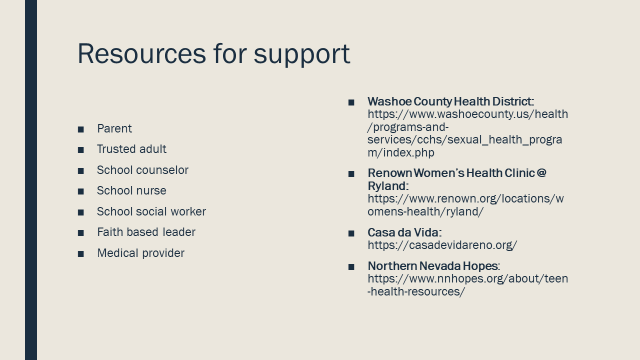 Resources for support
■ Parent
■ Trusted adult
■ School counselor
■ School nurse
■ School social worker
■ Faith based leader
■ Medical provider
■ Washoe County Health District:
https://www.washoecounty.us/health
/programs-and-
services/cchs/sexual_health_progra
m/index.php
■ Renown Women's Health Clinic @
Ryland:
https://www.renown.org/locations/w
omens-health/ryland/
■ Casa da Vida:
https://casadevidareno.org/
■ Northern Nevada Hopes:
https://www.nnhopes.org/about/teen
-health-resources/